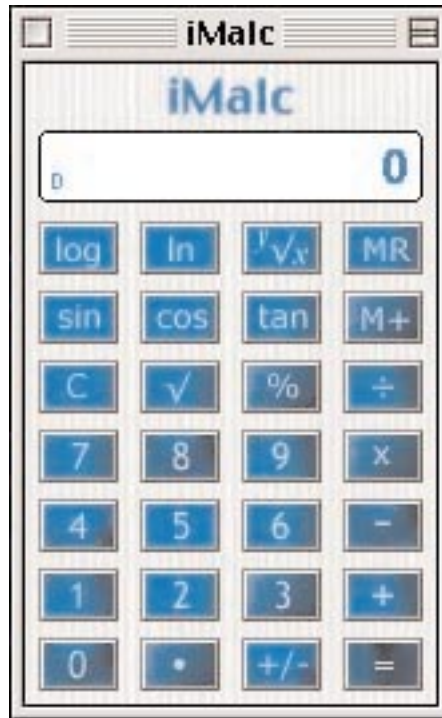 iMalc
iMalc
D 0
log ln ʸ√x MR
sin cos tan M+
C √ % ÷
7 8 9 x
4 5 6 -
1 2 3 +
0 • +/- =